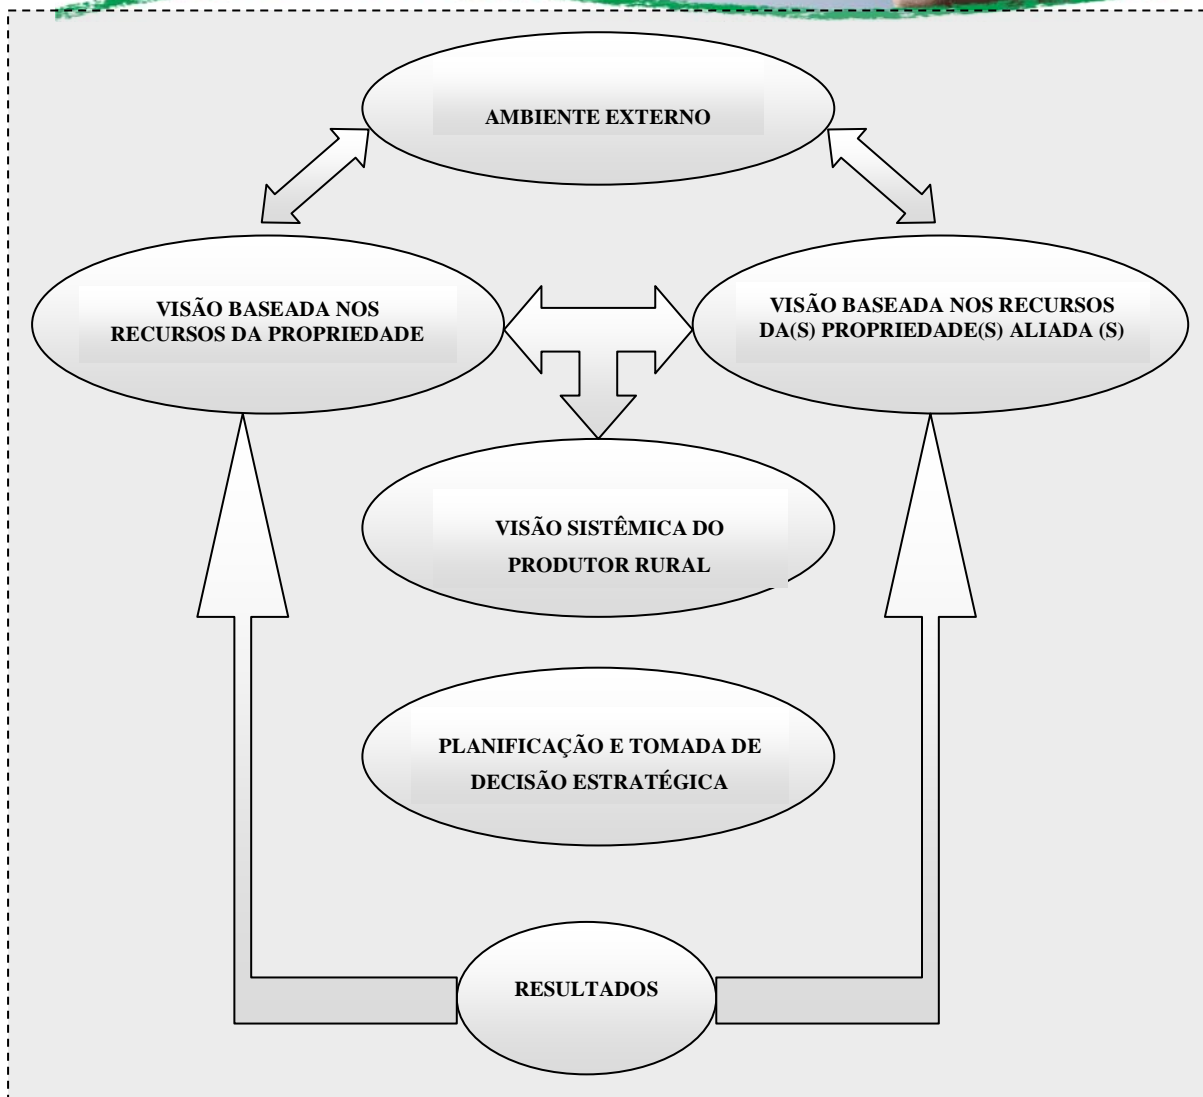 AMBIENTE EXTERNO
VISÃO BASEADA NOS
RECURSOS DA PROPRIEDADE
VISÃO BASEADA NOS RECURSOS
DA(S) PROPRIEDADE(S) ALIADA (S)
VISÃO SISTÊMICA DO
PRODUTOR RURAL
PLANIFICAÇÃO E TOMADA DE
DECISÃO ESTRATÉGICA
RESULTADOS